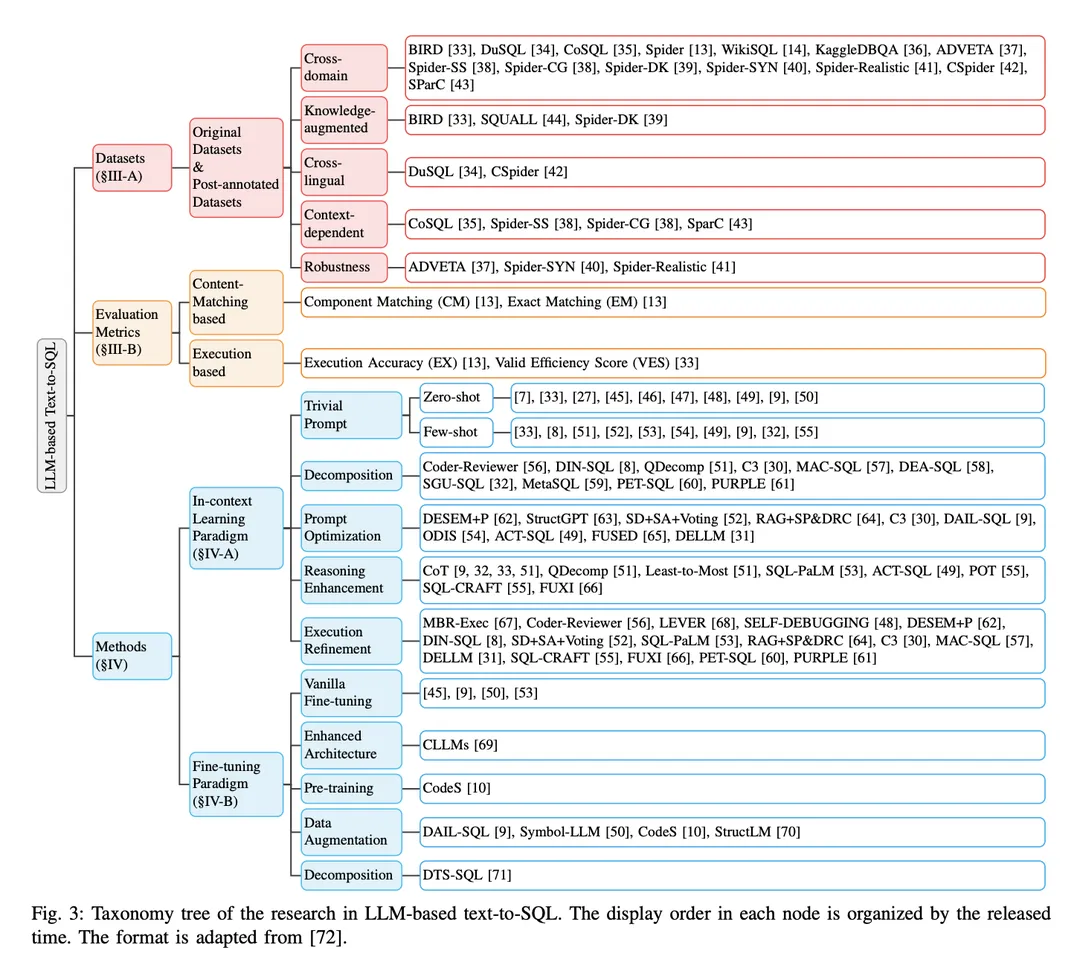 LLM-based Text-to-SQL
Datasets
(§III-A)
Original
Datasets
&
Post-annotated
Datasets
Cross-
domain
BIRD [33], DuSQL [34], CoSQL [35], Spider [13], WikiSQL [14], KaggleDBQA [36], ADVETA [37],
Spider-SS [38], Spider-CG [38], Spider-DK [39], Spider-SYN [40], Spider-Realistic [41], CSpider [42],
SParC [43]
Knowledge-
augmented
BIRD [33], SQUALL [44], Spider-DK [39]
Cross-
lingual
DuSQL [34], CSpider [42]
Context-
dependent
CoSQL [35], Spider-SS [38], Spider-CG [38], SparC [43]
Robustness
ADVETA [37], Spider-SYN [40], Spider-Realistic [41]
Evaluation
Metrics
(§III-B)
Content-
Matching
based
Component Matching (CM) [13], Exact Matching (EM) [13]
Execution
based
Execution Accuracy (EX) [13], Valid Efficiency Score (VES) [33]
Methods
(§IV)
In-context
Learning
Paradigm
(§IV-A)
Trivial
Prompt
Zero-shot
[7], [33], [27], [45], [46], [47], [48], [49], [9], [50]
Few-shot
[33], [8], [51], [52], [53], [54], [49], [9], [32], [55]
Decomposition
Coder-Reviewer [56], DIN-SQL [8], QDecomp [51], C3 [30], MAC-SQL [57], DEA-SQL [58],
SGU-SQL [32], MetaSQL [59], PET-SQL [60], PURPLE [61]
Prompt
Optimization
DESEM+P [62], StructGPT [63], SD+SA+Voting [52], RAG+SP&DRC [64], C3 [30], DAIL-SQL [9],
ODIS [54], ACT-SQL [49], FUSED [65], DELLM [31]
Reasoning
Enhancement
CoT [9, 32, 33, 51], QDecomp [51], Least-to-Most [51], SQL-PaLM [53], ACT-SQL [49], POT [55],
SQL-CRAFT [55], FUXI [66]
Execution
Refinement
MBR-Exec [67], Coder-Reviewer [56], LEVER [68], SELF-DEBUGGING [48], DESEM+P [62],
DIN-SQL [8], SD+SA+Voting [52], SQL-PaLM [53], RAG+SP&DRC [64], C3 [30], MAC-SQL [57],
DELLM [31], SQL-CRAFT [55], FUXI [66], PET-SQL [60], PURPLE [61]
Fine-tuning
Paradigm
(§IV-B)
Vanilla
Fine-tuning
[45], [9], [50], [53]
Enhanced
Architecture
CLLMs [69]
Pre-training
CodeS [10]
Data
Augmentation
DAIL-SQL [9], Symbol-LLM [50], CodeS [10], StructLM [70]
Decomposition
DTS-SQL [71]
Fig. 3: Taxonomy tree of the research in LLM-based text-to-SQL. The display order in each node is organized by the released
time. The format is adapted from [72].